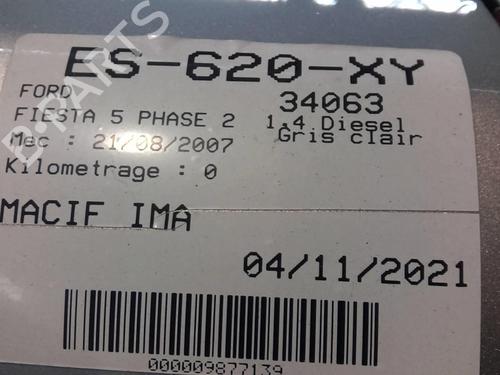 ES-620-XY
FORD 34063
FIESTA 5 PHASE 2 1.4 Diesel
Mec : 21/08/2007 Gris clair
Kilometrage : 0
MACIF IMA
04/11/2021
000009877139
B-PARTS